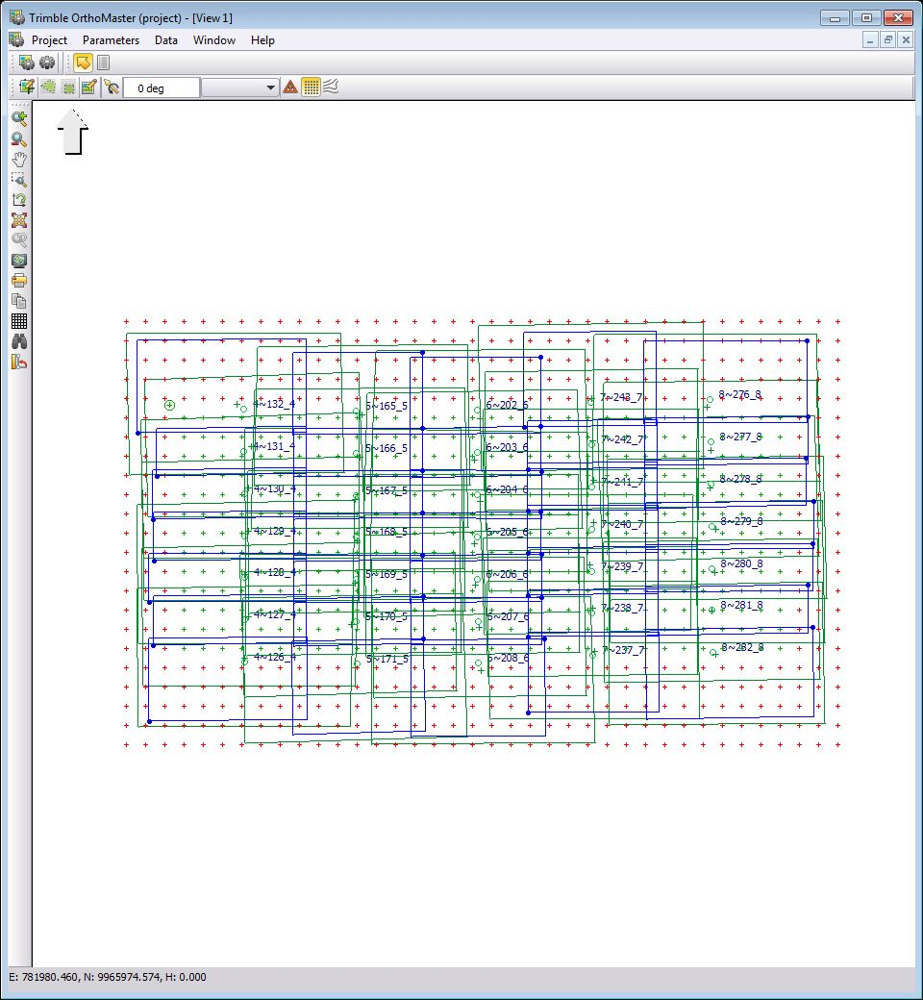 Trimble OrthoMaster (project) - [View 1]
Project Parameters Data Window Help
0 deg
4~132_4 5~165_5 6~202_6 7~243_7 8~276_8
4~131_4 5~166_5 6~203_6 7~242_7 8~277_8
4~130_4 5~167_5 6~204_6 7~241_7 8~278_8
4~129_4 5~168_5 6~205_6 7~240_7 8~279_8
4~128_4 5~169_5 6~206_6 7~239_7 8~280_8
4~127_4 5~170_5 6~207_6 7~238_7 8~281_8
4~126_4 5~171_5 6~208_6 7~237_7 8~282_8
E: 781980.460, N: 9965974.574, H: 0.000